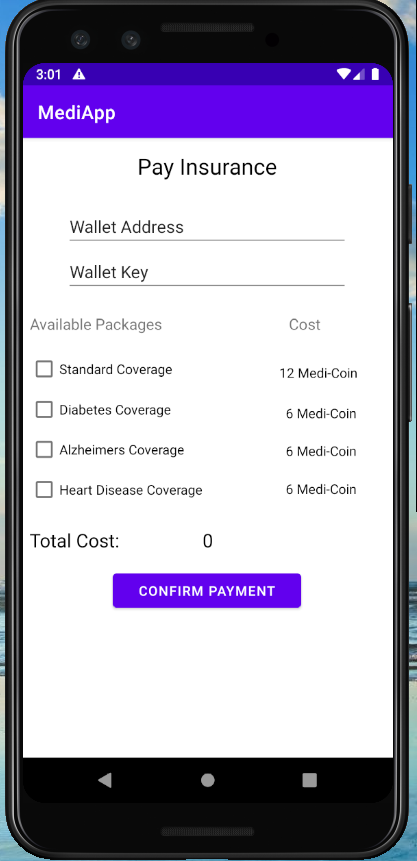 3:01
MediApp
Pay Insurance
Wallet Address
Wallet Key
Available Packages Cost
Standard Coverage 12 Medi-Coin
Diabetes Coverage 6 Medi-Coin
Alzheimers Coverage 6 Medi-Coin
Heart Disease Coverage 6 Medi-Coin
Total Cost: 0
CONFIRM PAYMENT